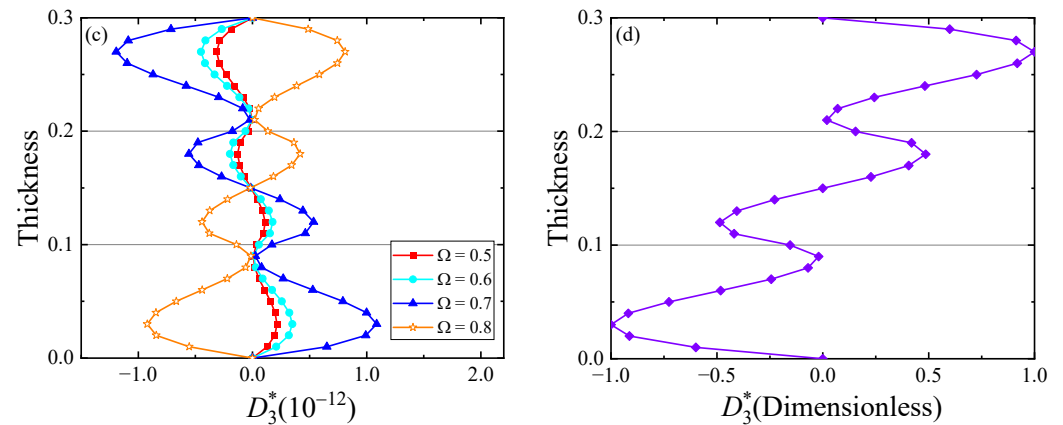 (c)
0.3
0.2
0.1
0.0
Thickness
Ω = 0.5
Ω = 0.6
Ω = 0.7
Ω = 0.8
−1.0 0.0 1.0 2.0
D₃*(10⁻¹²)
(d)
0.3
0.2
0.1
0.0
Thickness
−1.0 −0.5 0.0 0.5 1.0
D₃*(Dimensionless)